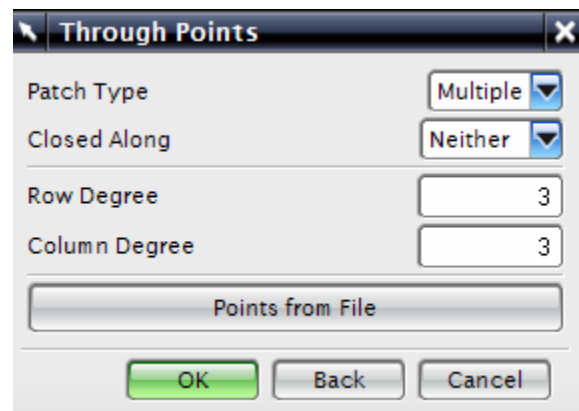 Through Points
Patch Type Multiple
Closed Along Neither
Row Degree 3
Column Degree 3
Points from File
OK Back Cancel